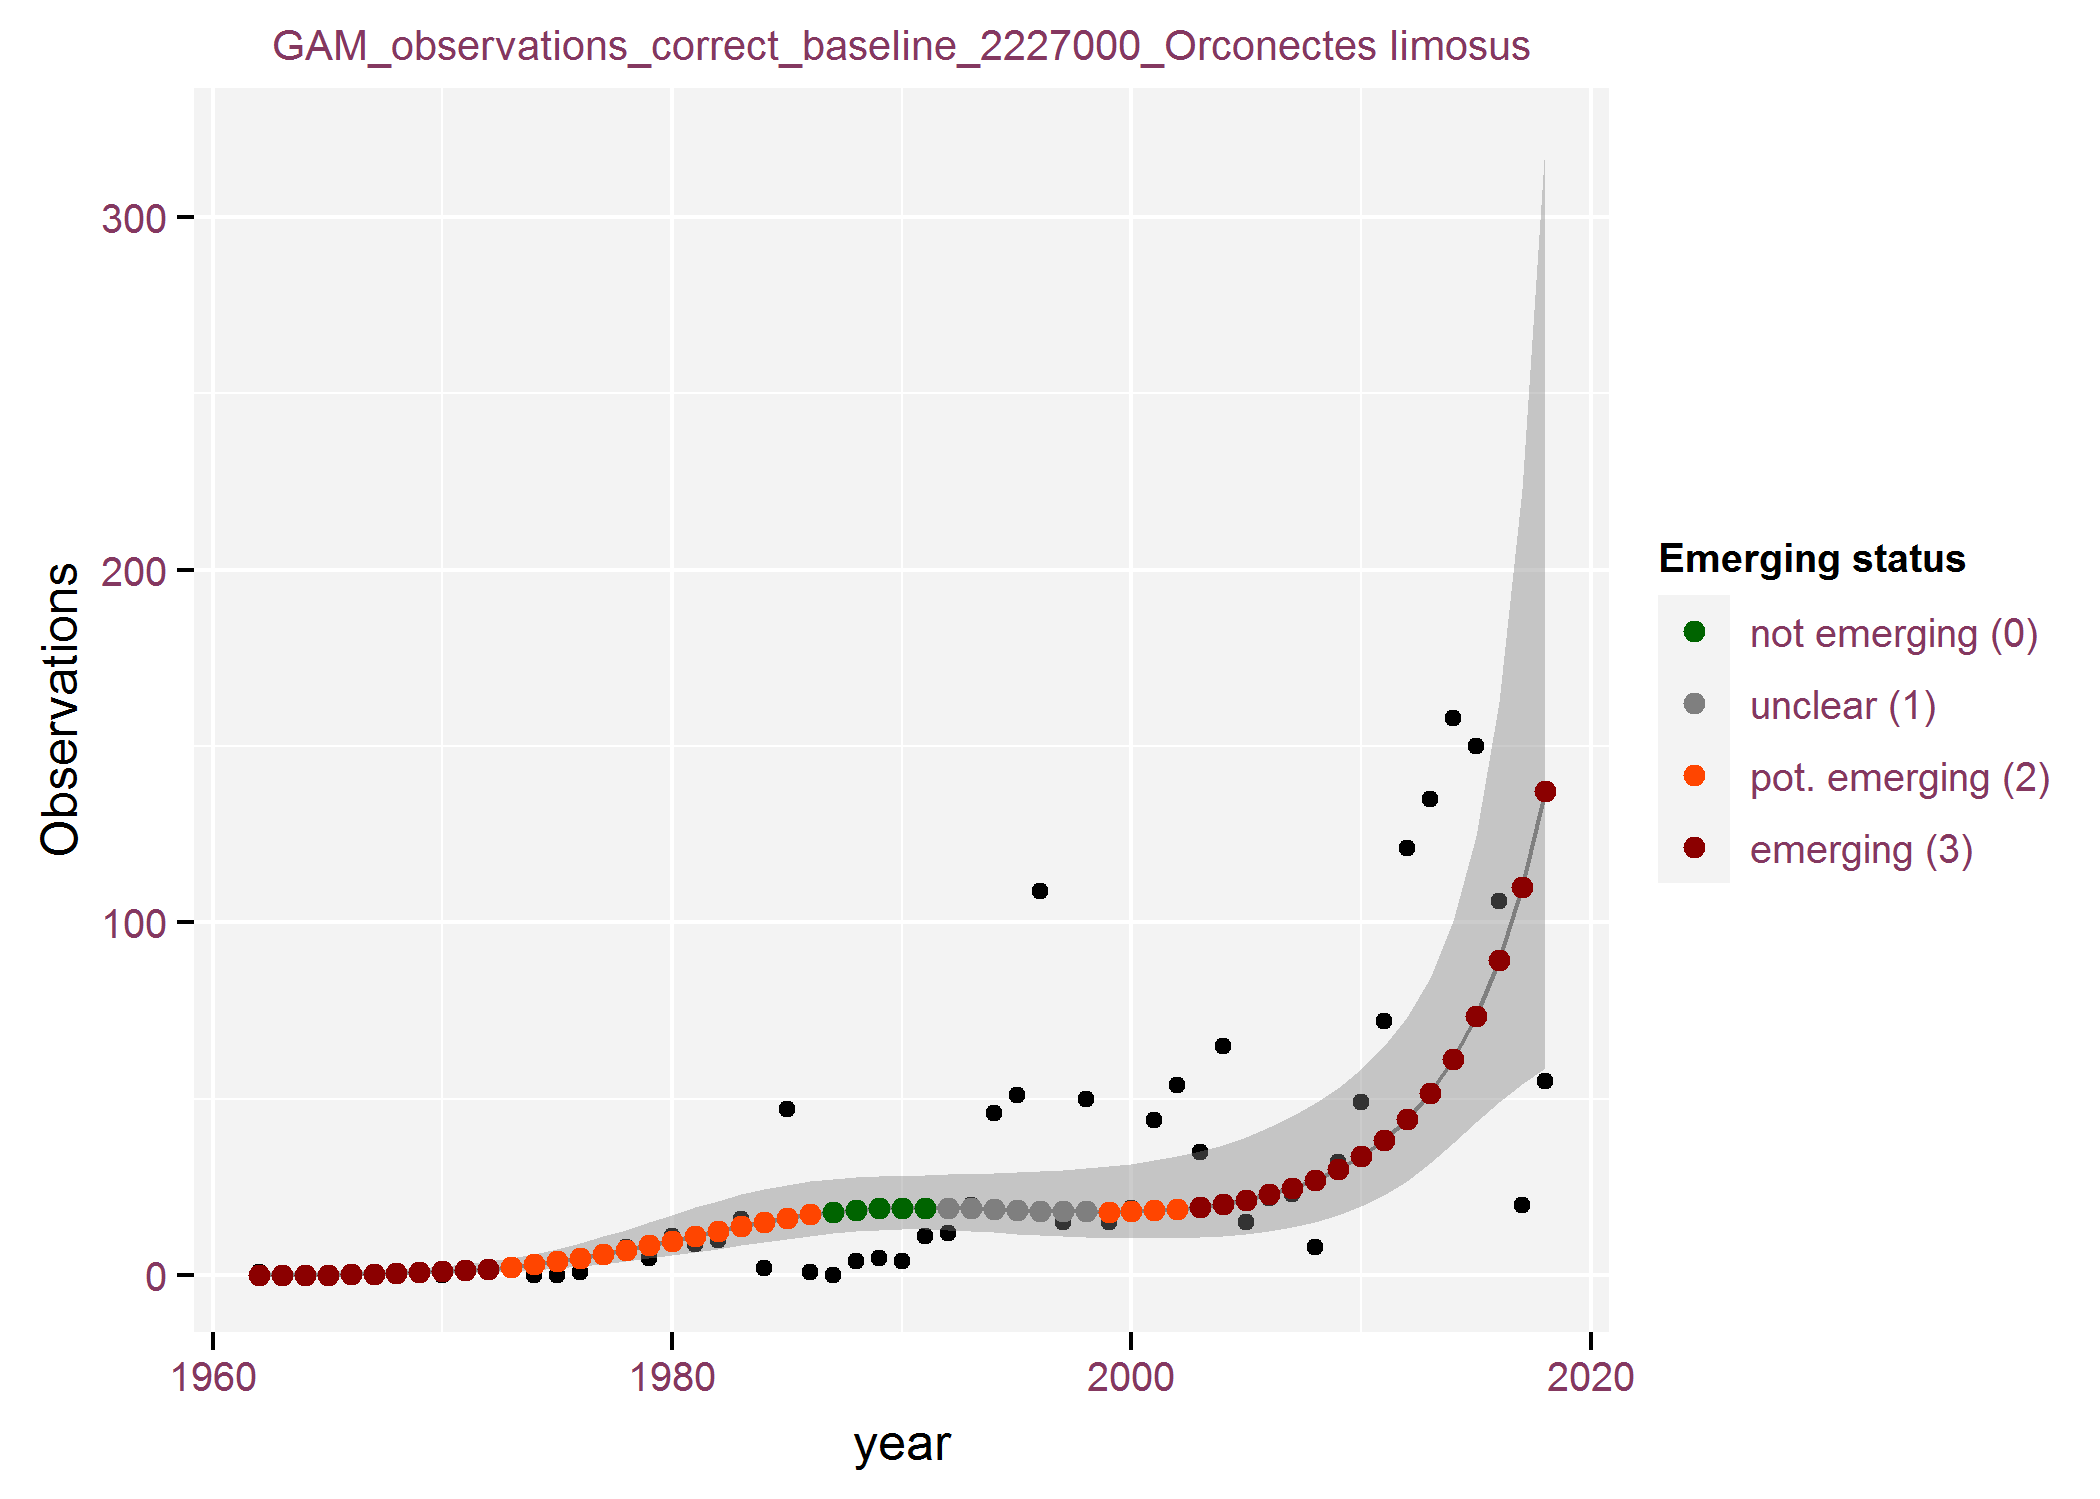 GAM_observations_correct_baseline_2227000_Orconectes limosus
300
200
100
0
Observations
1960
1980
2000
2020
year
Emerging status
not emerging (0)
unclear (1)
pot. emerging (2)
emerging (3)